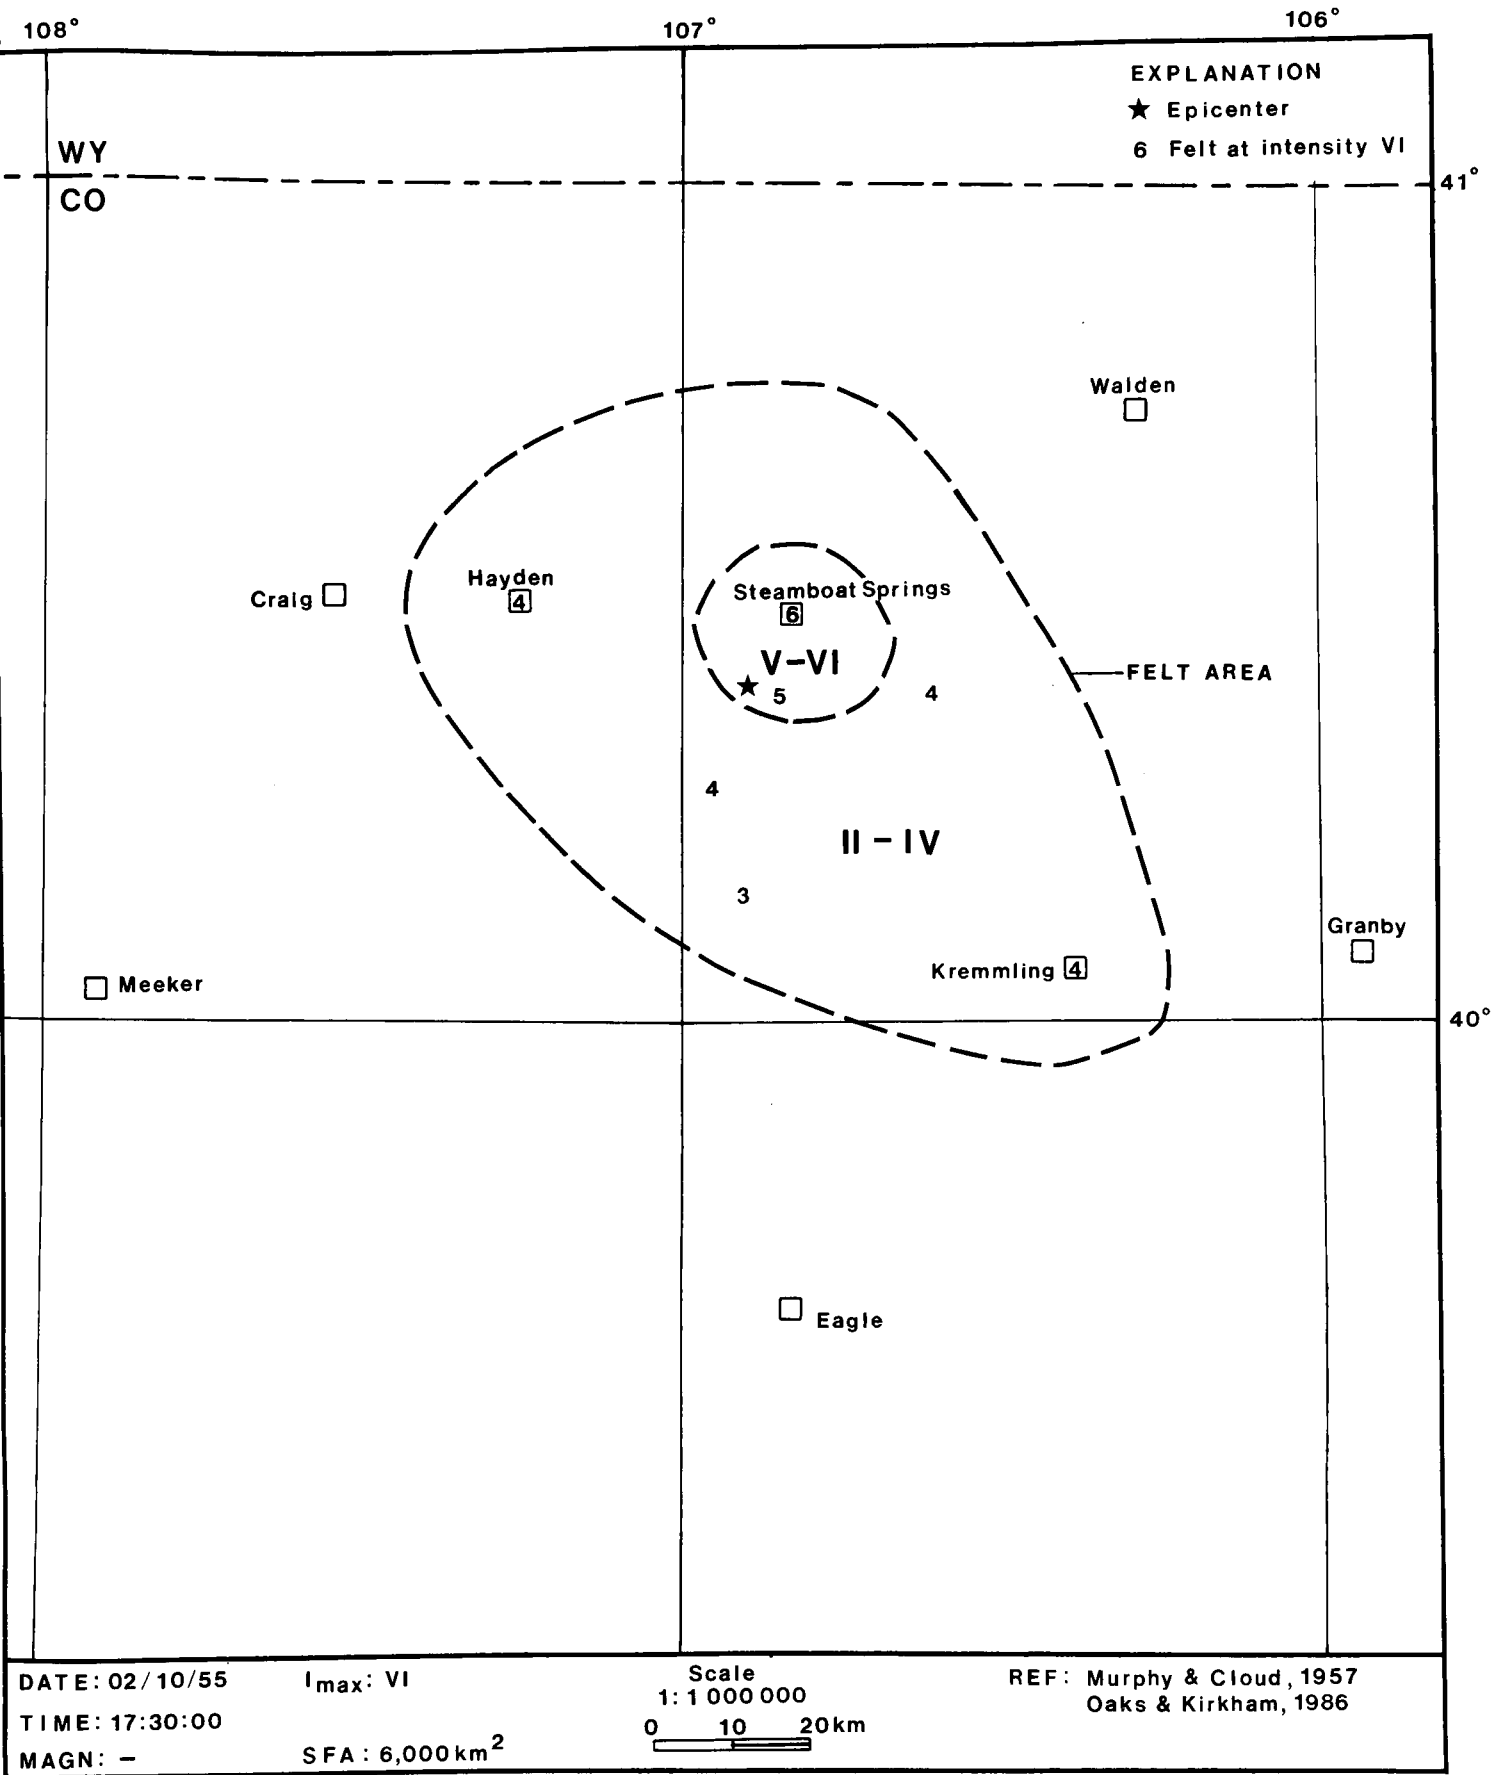 108° 107° 106°
EXPLANATION
★ Epicenter
6 Felt at intensity VI
WY
41°
CO
Walden
Hayden
4
Craig
Steamboat Springs
6
V-VI
5
4
FELT AREA
4
II-IV
3
Granby
Kremmling 4
Meeker
40°
Eagle
DATE: 02/10/55 Imax: VI
TIME: 17:30:00
MAGN: – SFA: 6,000 km2
Scale
1:1 000 000
0 10 20 km
REF: Murphy & Cloud, 1957
Oaks & Kirkham, 1986